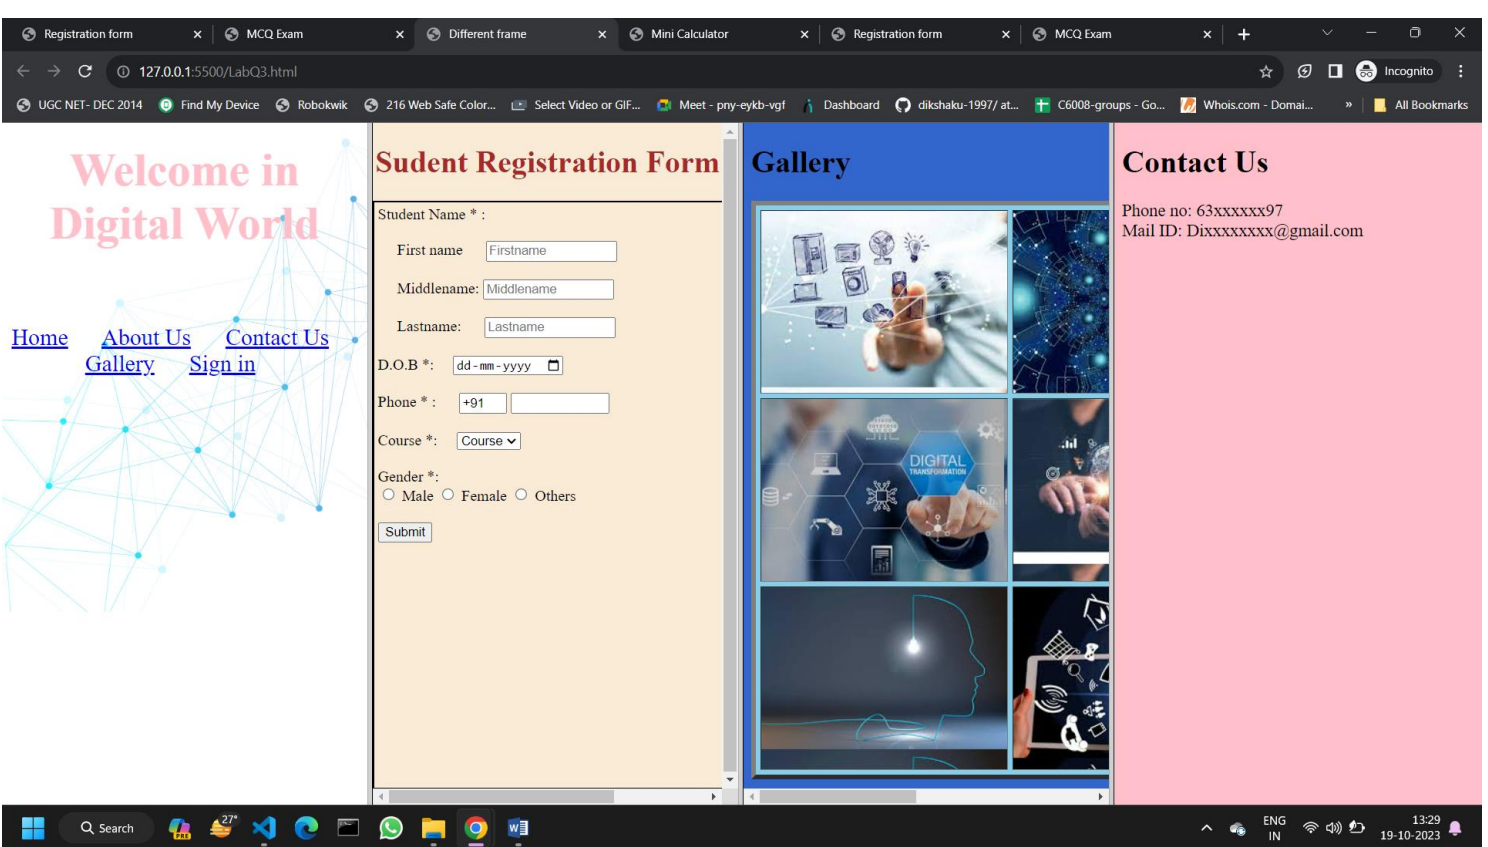 Registration form
MCQ Exam
Different frame
Mini Calculator
Registration form
MCQ Exam
127.0.0.1:5500/LabQ3.html
Incognito
UGC NET- DEC 2014
Find My Device
Robokwik
216 Web Safe Color...
Select Video or GIF...
Meet - pny-eykb-vgf
Dashboard
dikshaku-1997/ at...
C6008-groups - Go...
Whois.com - Domai...
»
All Bookmarks
Welcome in
Digital World
Home About Us Contact Us
Gallery Sign in
Sudent Registration Form
Student Name * :
First name Firstname
Middlename: Middlename
Lastname: Lastname
D.O.B *: dd-mm-yyyy
Phone * : +91
Course *: Course
Gender *:
Male Female Others
Submit
Gallery
DIGITAL
TRANSFORMATION
Contact Us
Phone no: 63xxxxxx97
Mail ID: Dixxxxxxxx@gmail.com
Search
PRE
27°
ENG
IN
13:29
19-10-2023